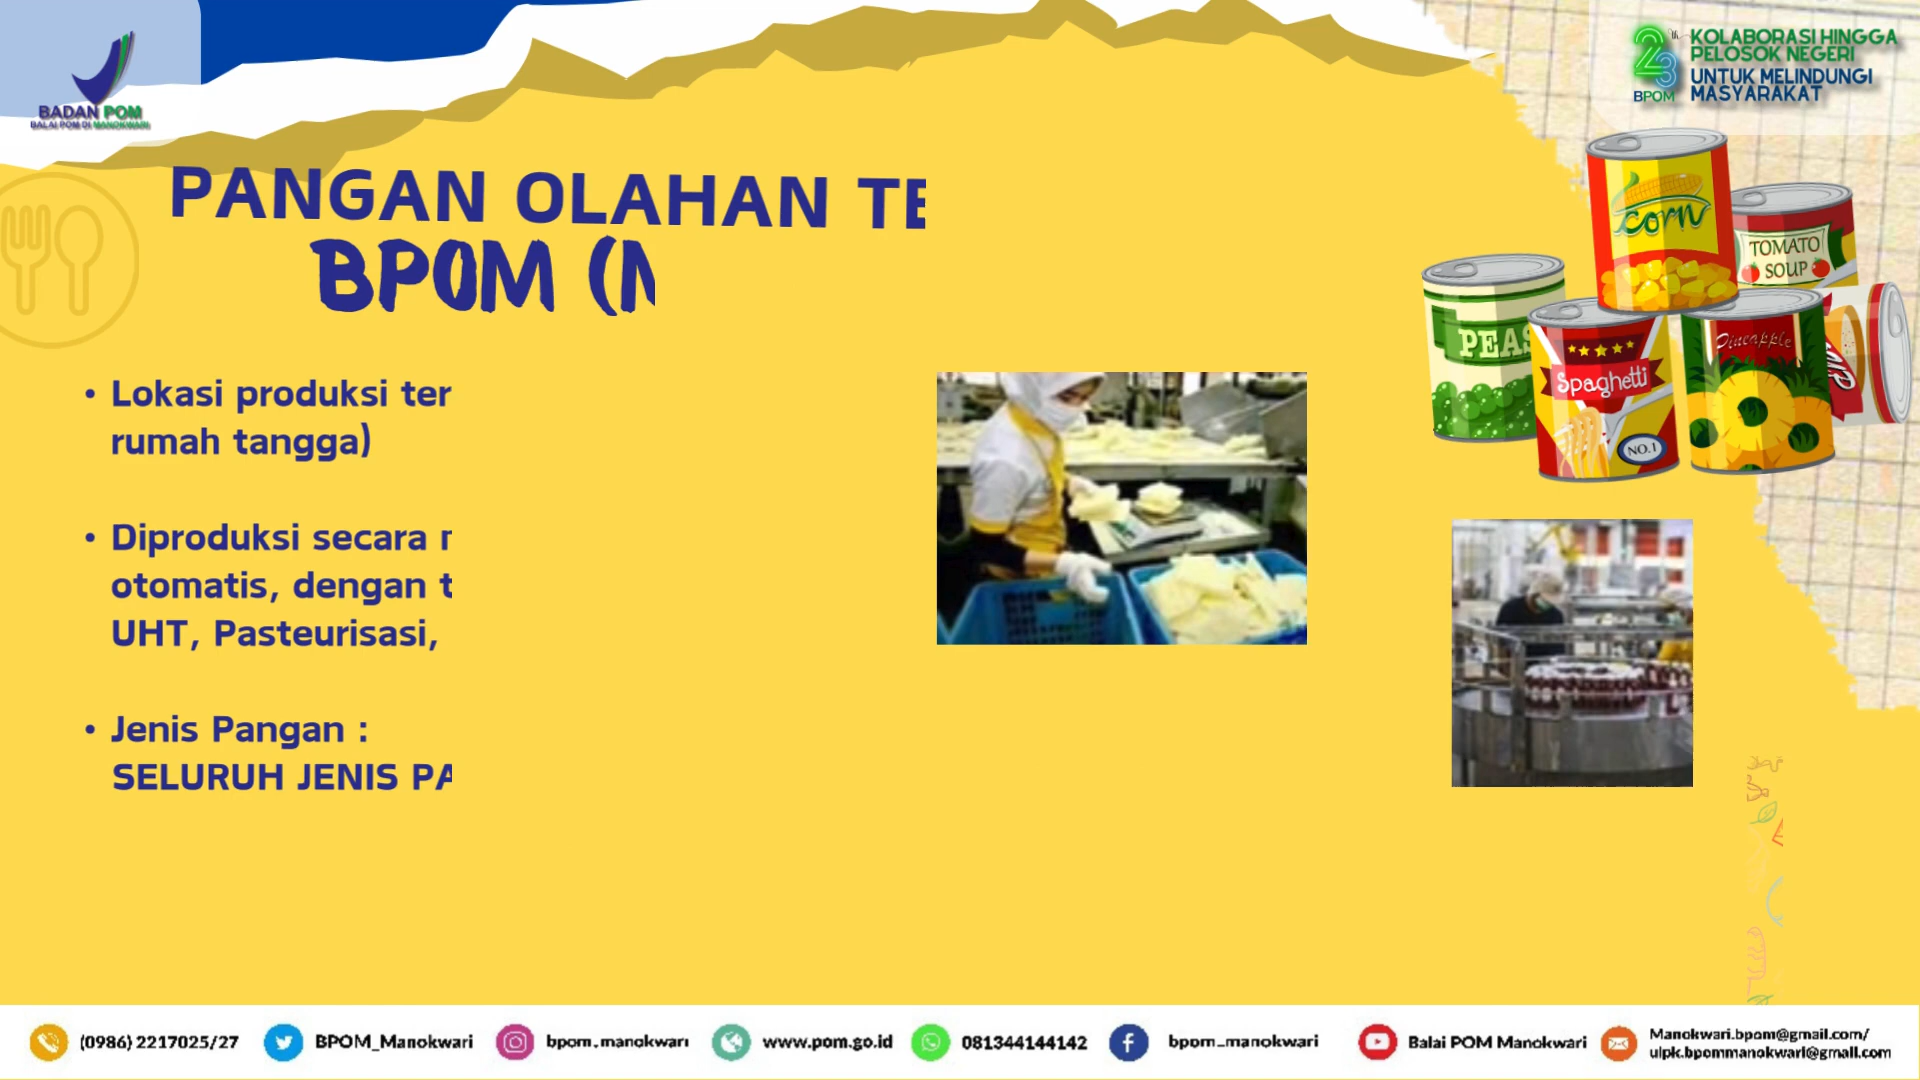 BADAN POM
BALAI POM DI MANOKWARI
23
BPOM
KOLABORASI HINGGA
PELOSOK NEGERI
UNTUK MELINDUNGI
MASYARAKAT
PANGAN OLAHAN TE
BPOM (
corn
TOMATO
SOUP
PEAS
Spaghetti
NO.1
Pineapple
• Lokasi produksi ter
rumah tangga)
• Diproduksi secara
otomatis, dengan t
UHT, Pasteurisasi,
• Jenis Pangan :
SELURUH JENIS PA
(0986) 2217025/27
BPOM_Manokwari
bpom.manokwari
www.pom.go.id
081344144142
bpom_manokwari
Balai POM Manokwari
Manokwari.bpom@gmail.com/
ulpk.bpommanokwari@gmail.com